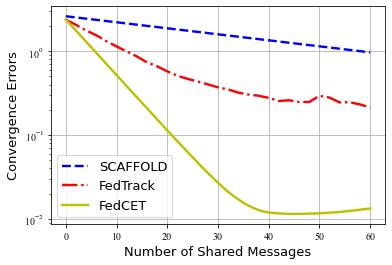 Convergence Errors
10⁰
10⁻¹
10⁻²
SCAFFOLD
FedTrack
FedCET
0 10 20 30 40 50 60
Number of Shared Messages